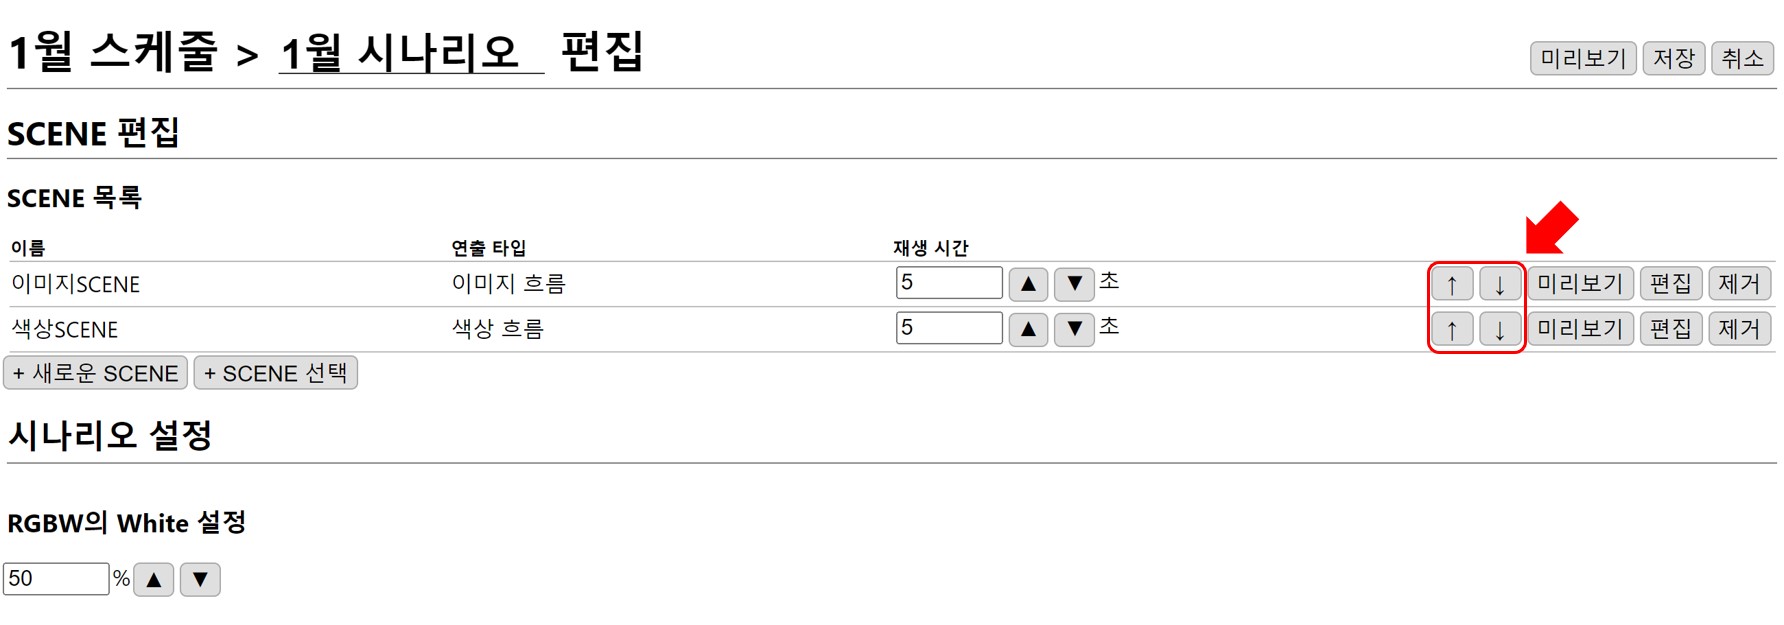 1월 스케줄 > 1월 시나리오 편집
미리보기 저장 취소
SCENE 편집
SCENE 목록
이름 연출 타입 재생 시간
이미지SCENE 이미지 흐름 5 ▲ ▼ 초 ↑ ↓ 미리보기 편집 제거
색상SCENE 색상 흐름 5 ▲ ▼ 초 ↑ ↓ 미리보기 편집 제거
+ 새로운 SCENE + SCENE 선택
시나리오 설정
RGBW의 White 설정
50 % ▲ ▼